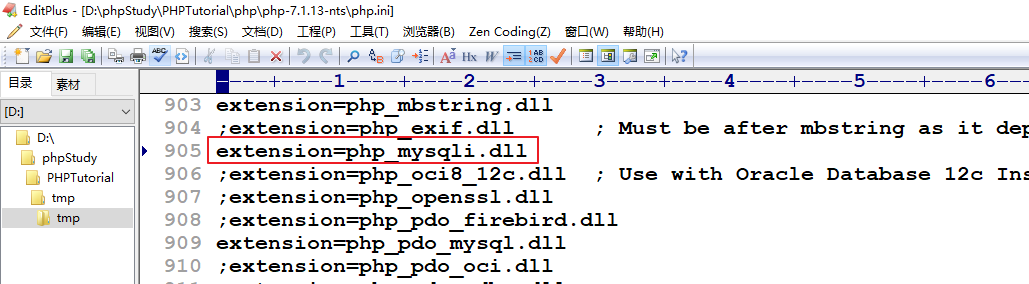 EditPlus - [D:\phpStudy\PHPTutorial\php\php-7.1.13-nts\php.ini]
文件(F) 编辑(E) 视图(V) 搜索(S) 文档(D) 工程(P) 工具(T) 浏览器(B) Zen Coding(Z) 窗口(W) 帮助(H)
目录 素材
[D:]
D:\
phpStudy
PHPTutorial
tmp
tmp
----+----1----+----2----+----3----+----4----+----5----+----6
903 extension=php_mbstring.dll
904 ;extension=php_exif.dll ; Must be after mbstring as it dep
905 extension=php_mysqli.dll
906 ;extension=php_oci8_12c.dll ; Use with Oracle Database 12c Ins
907 ;extension=php_openssl.dll
908 ;extension=php_pdo_firebird.dll
909 extension=php_pdo_mysql.dll
910 ;extension=php_pdo_oci.dll